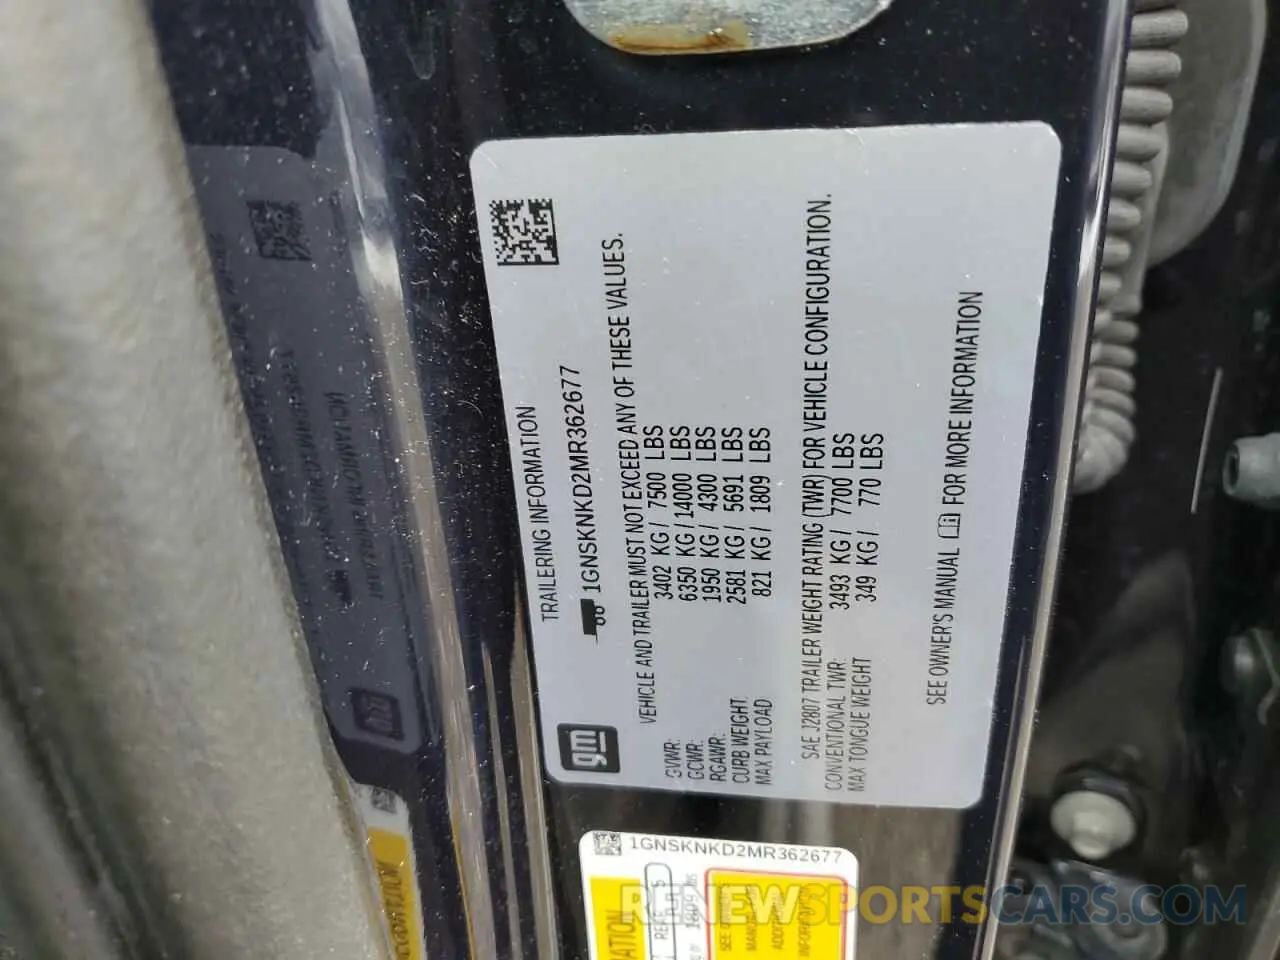 TRAILERING INFORMATION
1GNSKNKD2MR362677
gm
VEHICLE AND TRAILER MUST NOT EXCEED ANY OF THESE VALUES.
GVWR: 3402 KG / 7500 LBS
GCWR: 6350 KG / 14000 LBS
RGAWR: 1950 KG / 4300 LBS
CURB WEIGHT: 2581 KG / 5691 LBS
MAX PAYLOAD 821 KG / 1809 LBS
SAE J2807 TRAILER WEIGHT RATING (TWR) FOR VEHICLE CONFIGURATION.
CONVENTIONAL TWR: 3493 KG / 7700 LBS
MAX TONGUE WEIGHT 349 KG / 770 LBS
SEE OWNER'S MANUAL FOR MORE INFORMATION
1GNSKNKD2MR362677
RENEWSPORTSCARS.COM